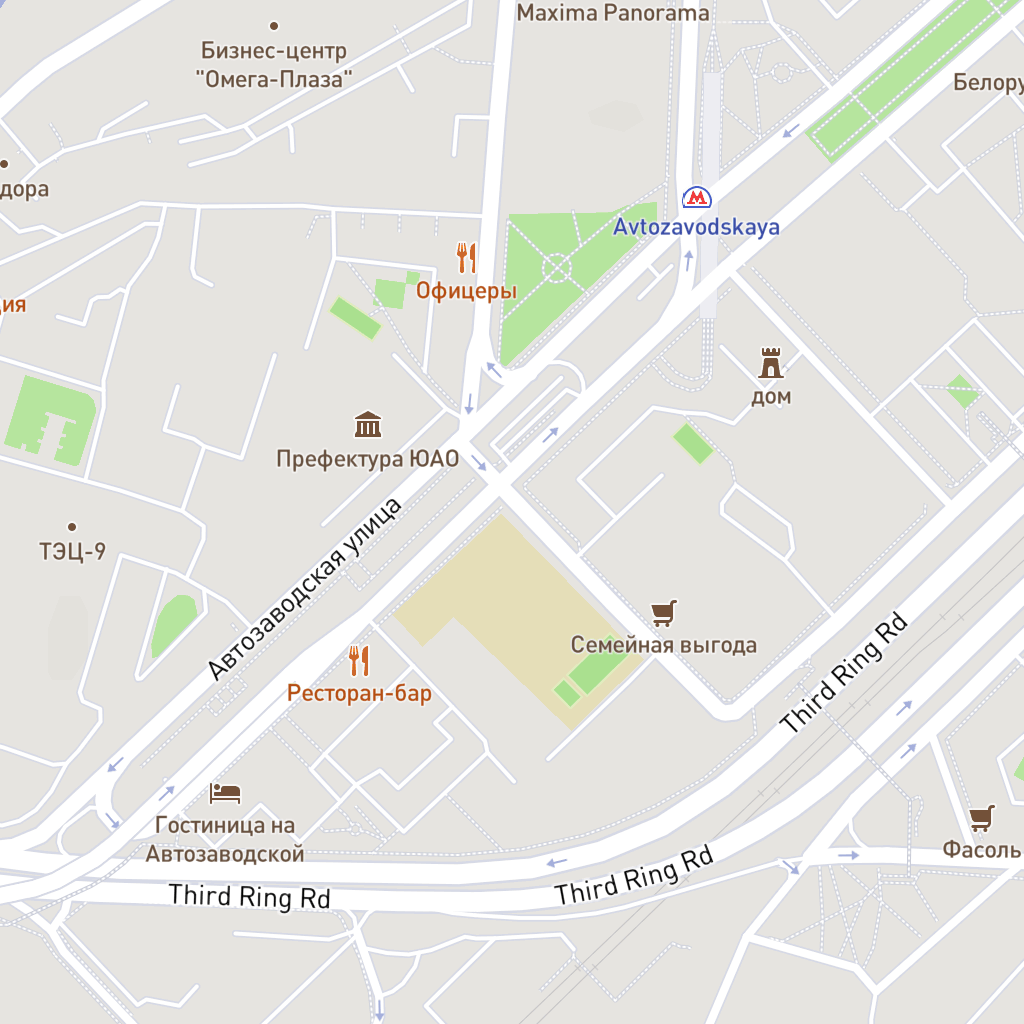 Maxima Panorama
Бизнес-центр
"Омега-Плаза"
Белору
дора
Avtozavodskaya
Офицеры
ция
дом
Префектура ЮАО
Автозаводская улица
ТЭЦ-9
Семейная выгода
Third Ring Rd
Ресторан-бар
Гостиница на
Автозаводской
Фасоль
Third Ring Rd
Third Ring Rd